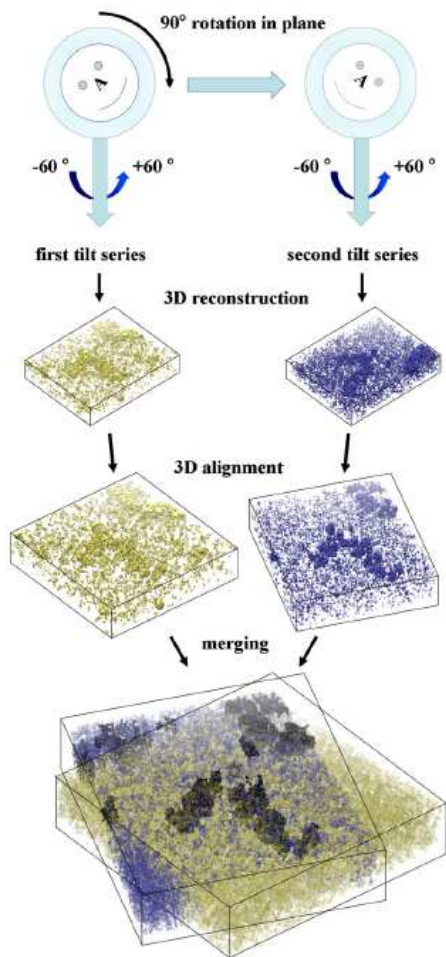 90° rotation in plane
A
A
-60 ° +60 ° -60 ° +60 °
first tilt series second tilt series
3D reconstruction
3D alignment
merging